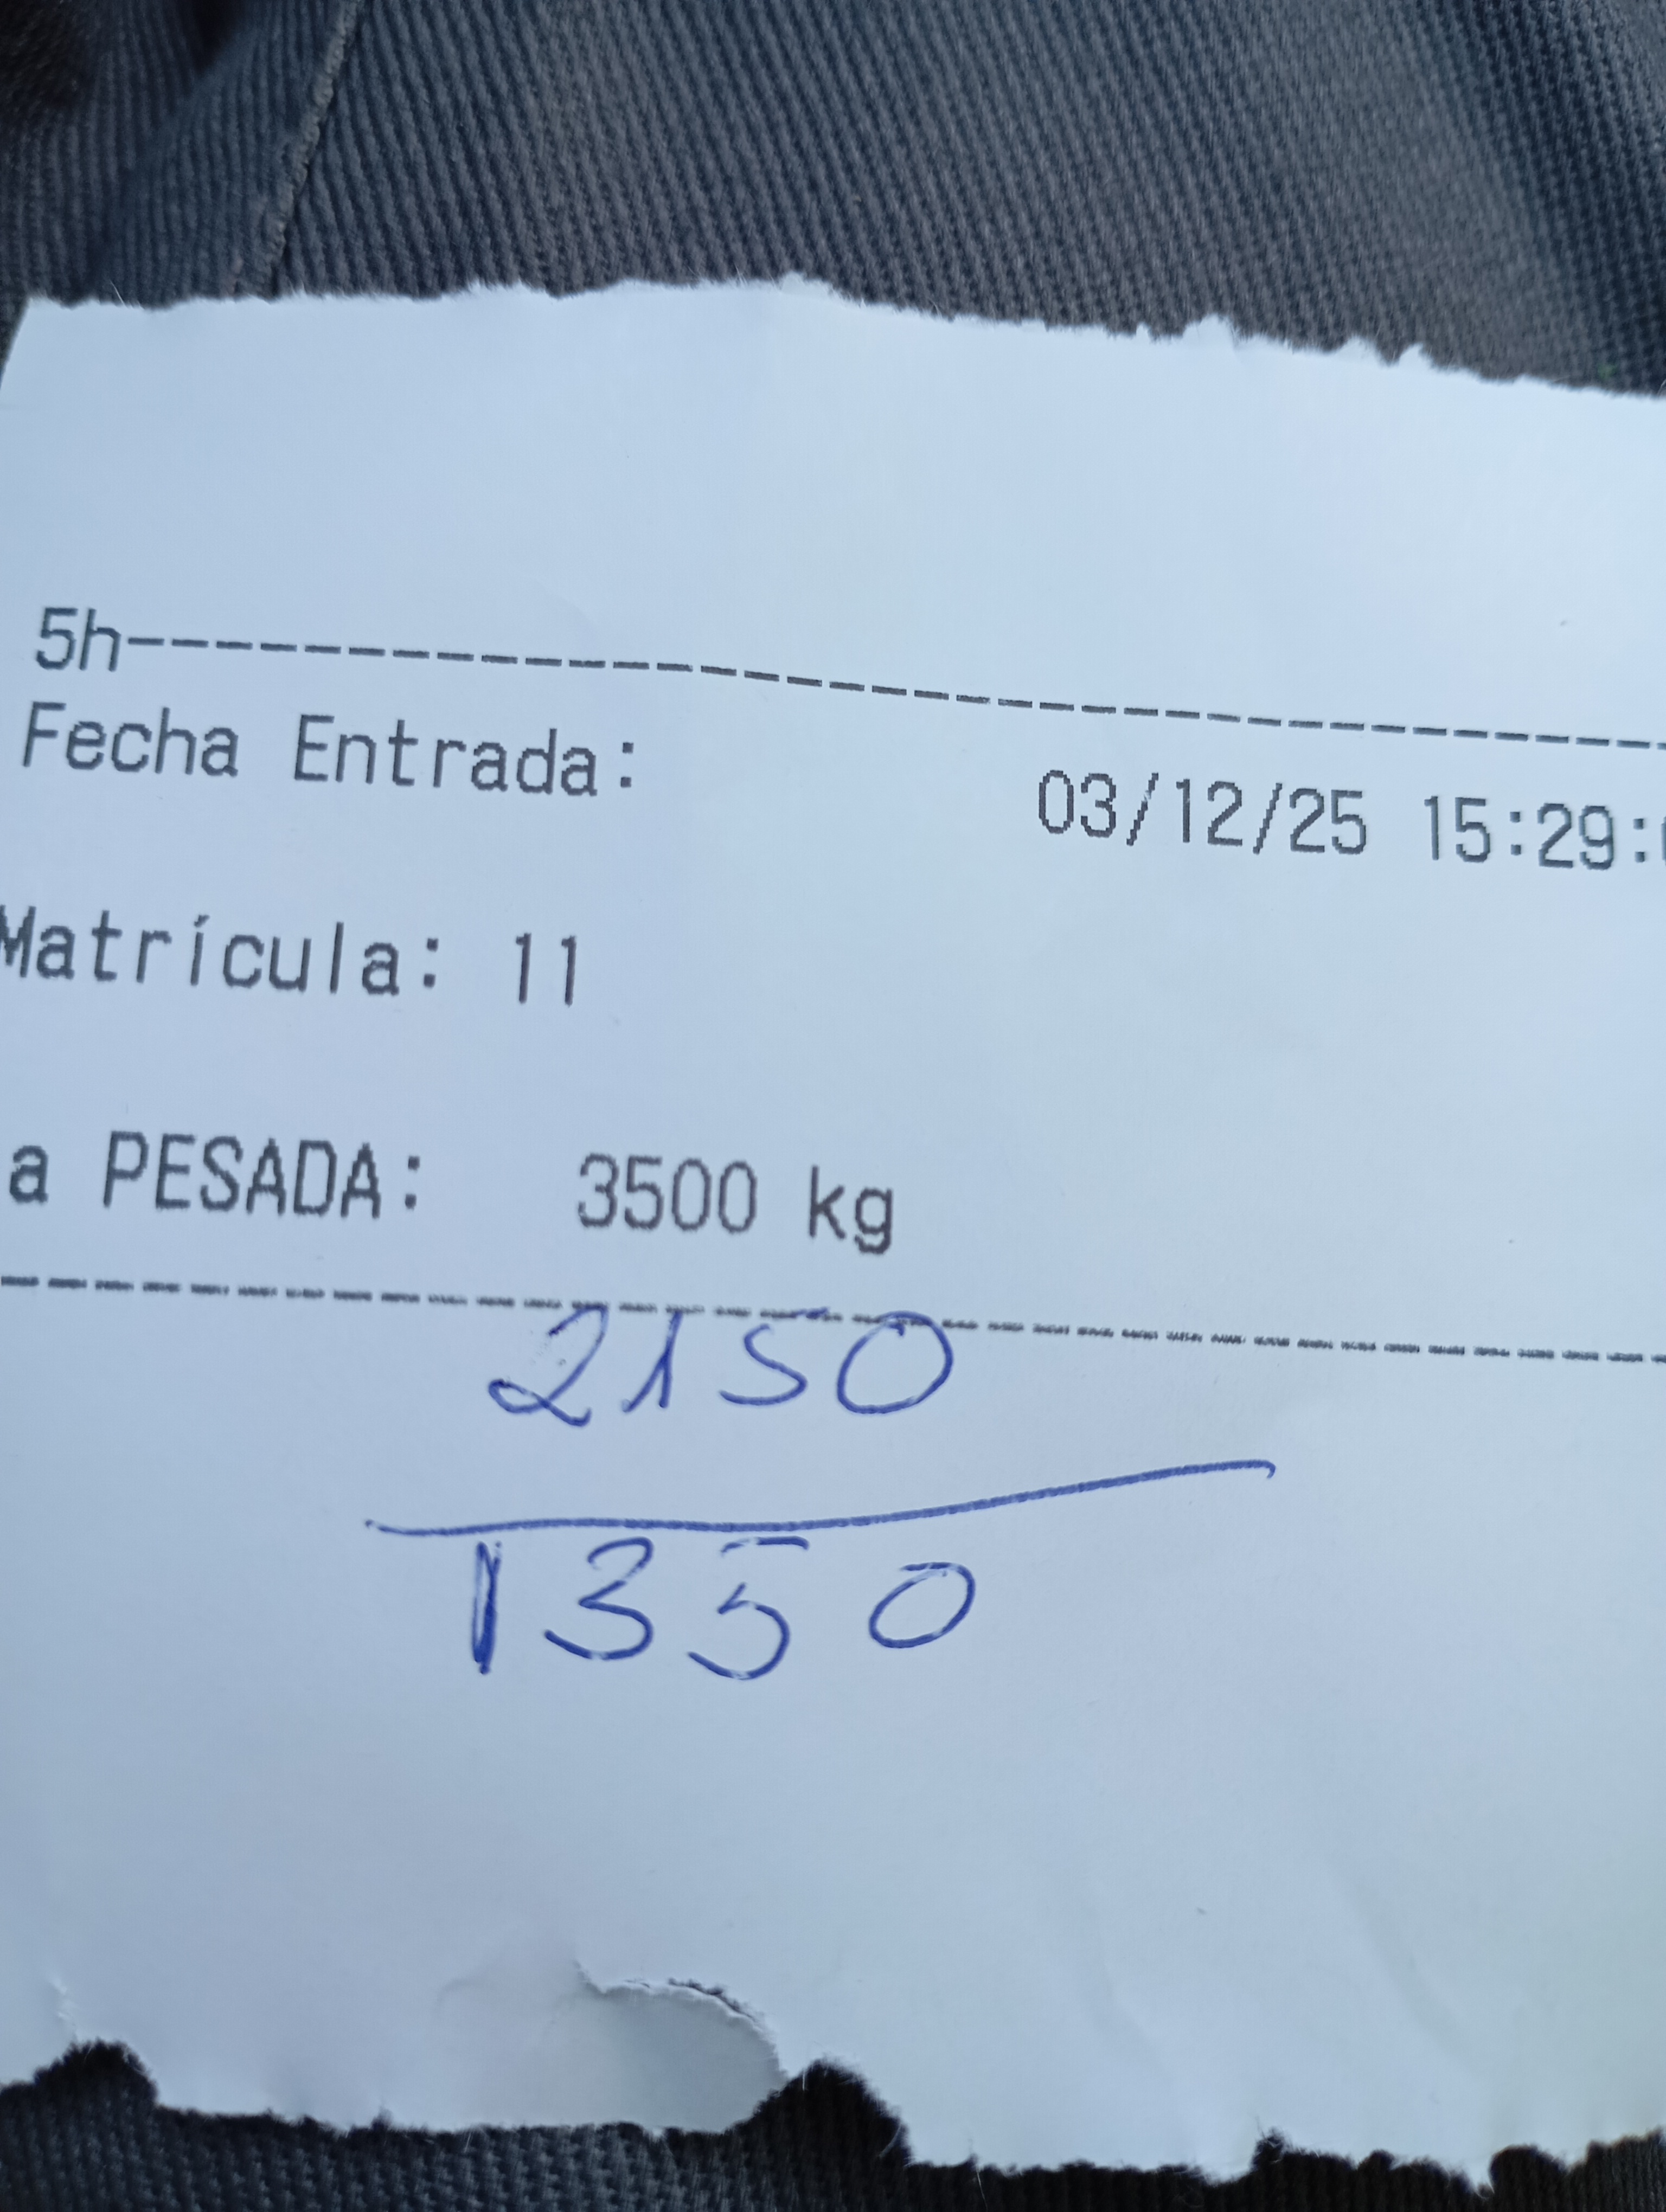 5h------------------------------------
Fecha Entrada: 03/12/25 15:29:
Matrícula: 11
a PESADA: 3500 kg
2150
1350